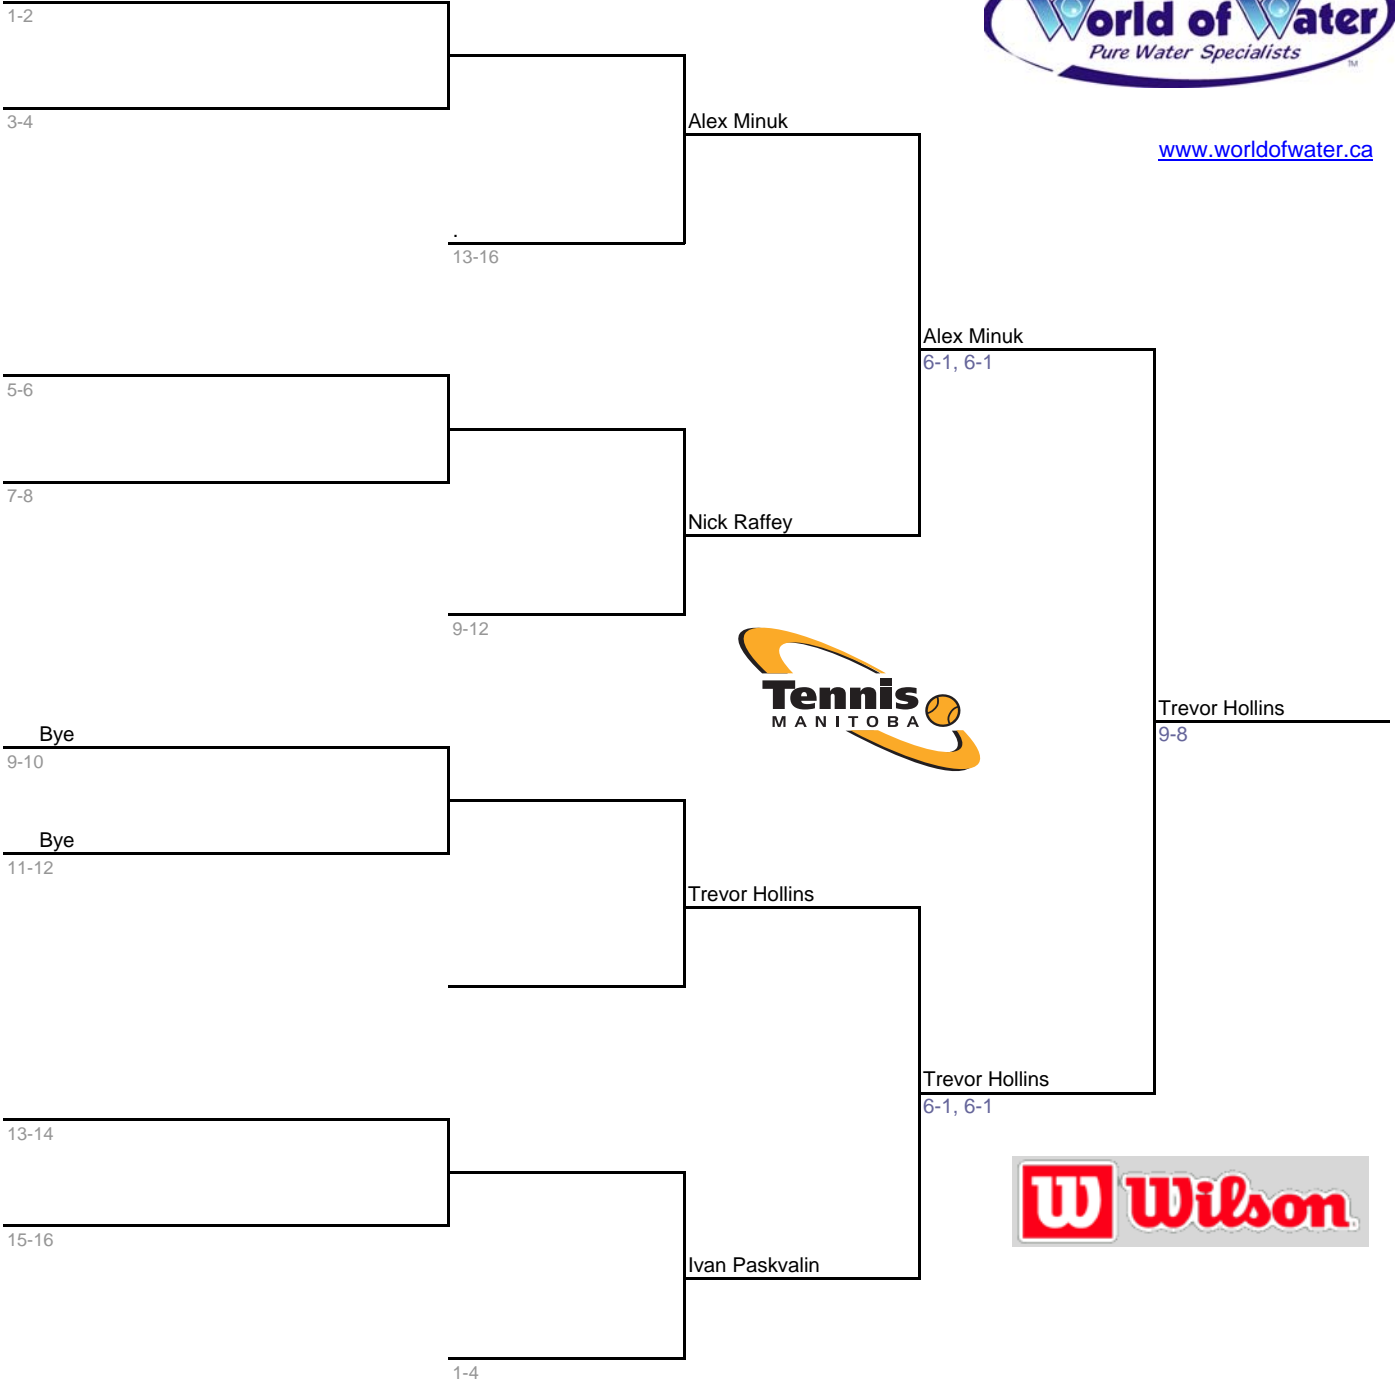 World of Water
Pure Water Specialists
TM
www.worldofwater.ca
1-2
3-4
Alex Minuk
.
13-16
Alex Minuk
6-1, 6-1
5-6
7-8
Nick Raffey
9-12
Tennis
MANITOBA
Trevor Hollins
9-8
Bye
9-10
Bye
11-12
Trevor Hollins
Trevor Hollins
6-1, 6-1
13-14
15-16
W Wilson
Ivan Paskvalin
1-4